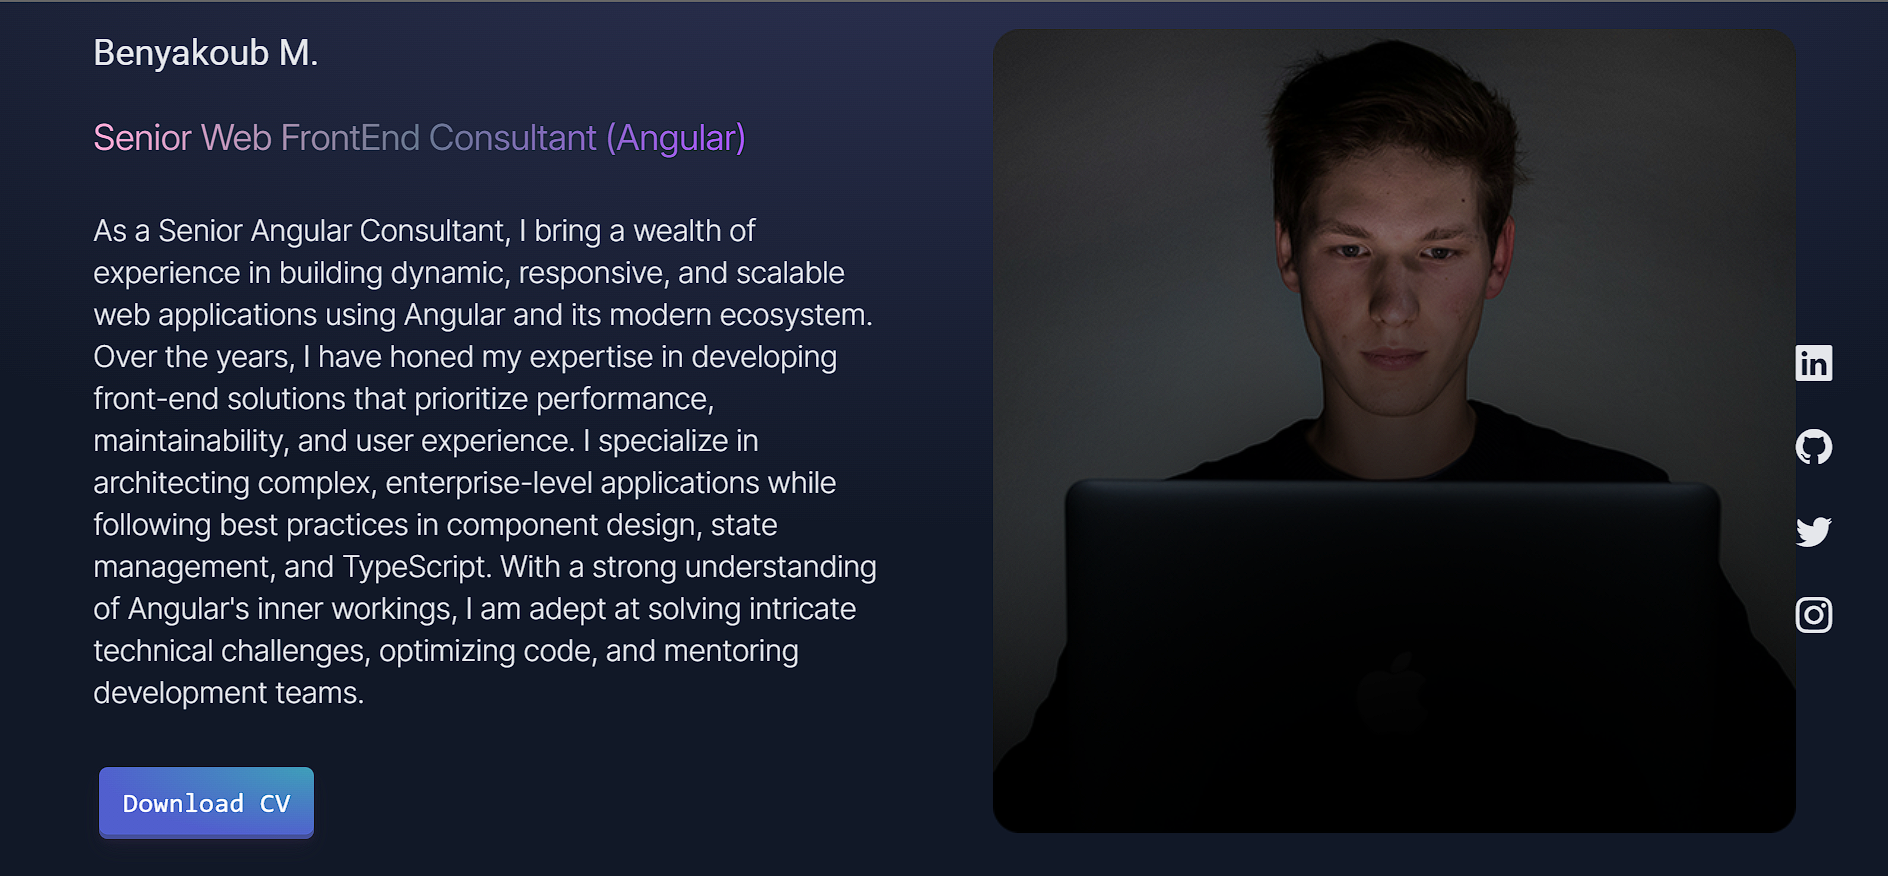 Benyakoub M.
Senior Web FrontEnd Consultant (Angular)
As a Senior Angular Consultant, I bring a wealth of
experience in building dynamic, responsive, and scalable
web applications using Angular and its modern ecosystem.
Over the years, I have honed my expertise in developing
front-end solutions that prioritize performance,
maintainability, and user experience. I specialize in
architecting complex, enterprise-level applications while
following best practices in component design, state
management, and TypeScript. With a strong understanding
of Angular's inner workings, I am adept at solving intricate
technical challenges, optimizing code, and mentoring
development teams.
in
Download CV